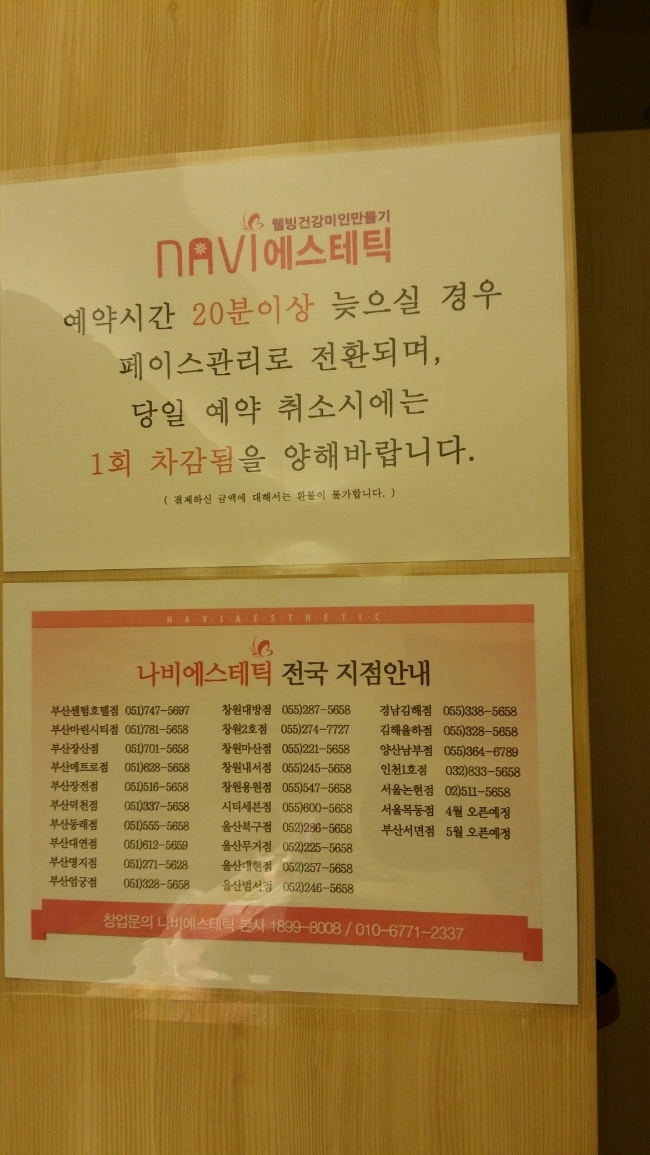 웰빙건강미인만들기
NAVI에스테틱
예약시간 20분이상 늦으실 경우
페이스관리로 전환되며,
당일 예약 취소시에는
1회 차감됨을 양해바랍니다.
( 결제하신 금액에 대해서는 환불이 불가합니다. )
N·A·V·I·A·E·S·T·H·E·T·I·C
나비에스테틱 전국 지점안내
부산센텀호텔점 051)747-5697
부산마린시티점 051)781-5658
부산장산점 051)701-5658
부산메트로점 051)628-5658
부산장전점 051)516-5658
부산덕천점 051)337-5658
부산동래점 051)555-5658
부산대연점 051)612-5659
부산명지점 051)271-5628
부산엄궁점 051)328-5658
창원대방점 055)287-5658
창원2호점 055)274-7727
창원마산점 055)221-5658
창원내서점 055)245-5658
창원용원점 055)547-5658
시티세븐점 055)600-5658
울산북구점 052)286-5658
울산무거점 052)225-5658
울산대현점 052)257-5658
울산범서점 052)246-5658
경남김해점 055)338-5658
김해율하점 055)328-5658
양산남부점 055)364-6789
인천1호점 032)833-5658
서울논현점 02)511-5658
서울목동점 4월 오픈예정
부산서면점 5월 오픈예정
창업문의 나비에스테틱 본사 1899-8008 / 010-6771-2337